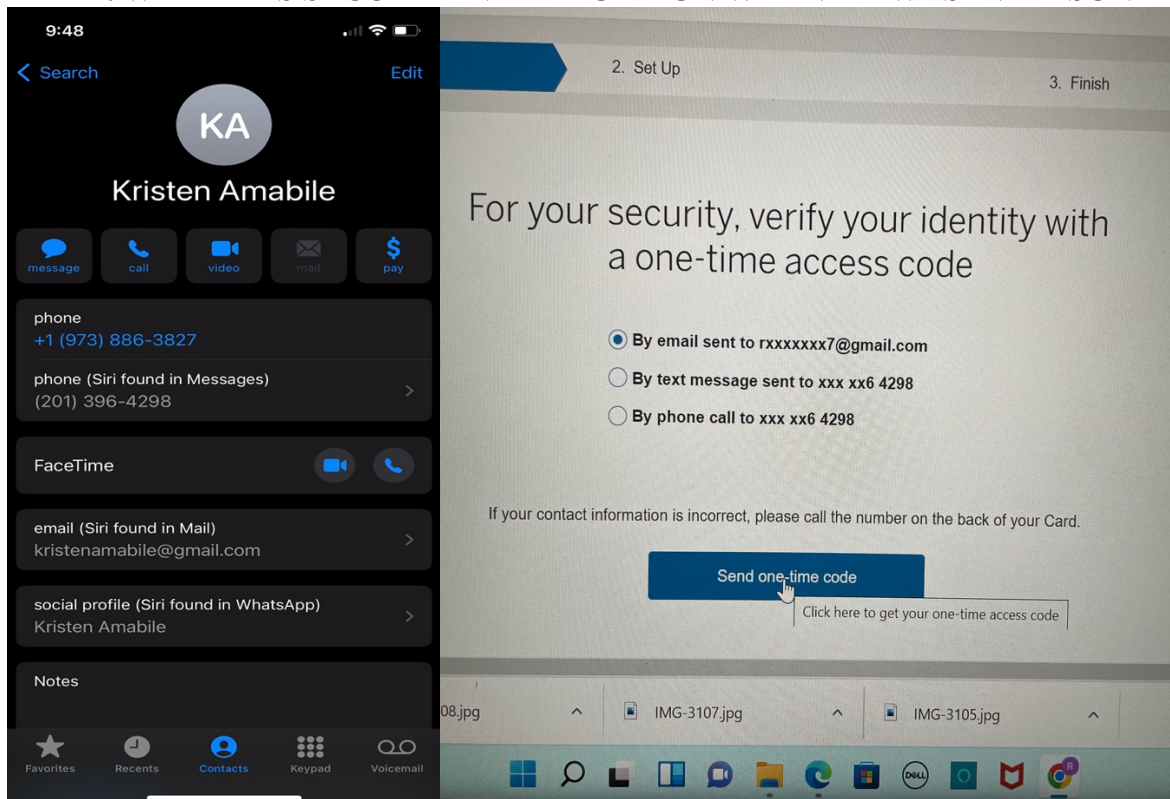 9:48
Search
Edit
KA
Kristen Amabile
message
call
video
mail
$
pay
phone
+1 (973) 886-3827
phone (Siri found in Messages)
(201) 396-4298
FaceTime
email (Siri found in Mail)
kristenamabile@gmail.com
social profile (Siri found in WhatsApp)
Kristen Amabile
Notes
Favorites
Recents
Contacts
Keypad
Voicemail
2. Set Up
3. Finish
For your security, verify your identity with
a one-time access code
By email sent to rxxxxxxx7@gmail.com
By text message sent to xxx xx6 4298
By phone call to xxx xx6 4298
If your contact information is incorrect, please call the number on the back of your Card.
Send one-time code
Click here to get your one-time access code
08.jpg
IMG-3107.jpg
IMG-3105.jpg
DELL
R